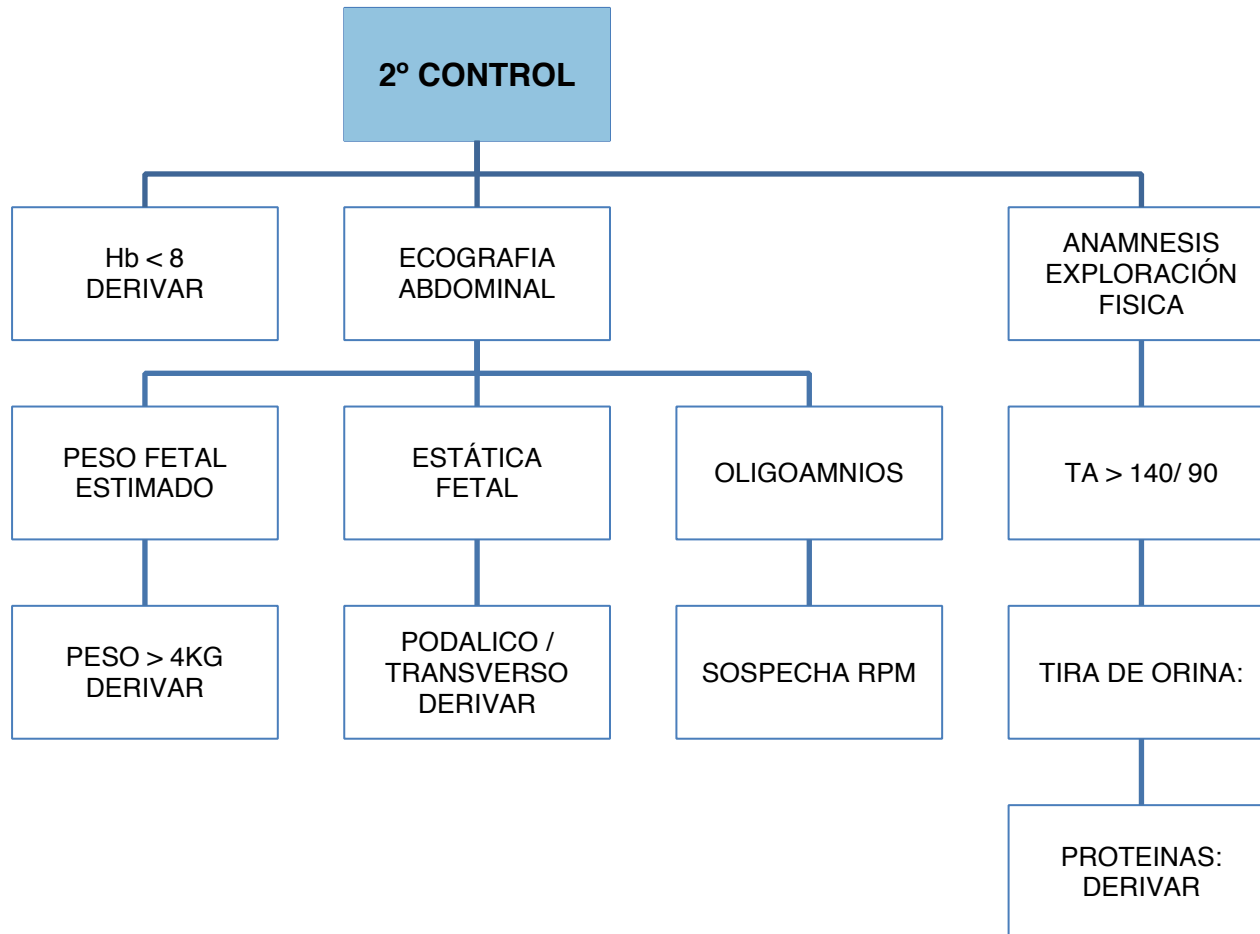 2º CONTROL
Hb < 8
DERIVAR
ECOGRAFIA
ABDOMINAL
ANAMNESIS
EXPLORACIÓN
FISICA
PESO FETAL
ESTIMADO
ESTÁTICA
FETAL
OLIGOAMNIOS
TA > 140/ 90
PESO > 4KG
DERIVAR
PODALICO /
TRANSVERSO
DERIVAR
SOSPECHA RPM
TIRA DE ORINA:
PROTEINAS:
DERIVAR